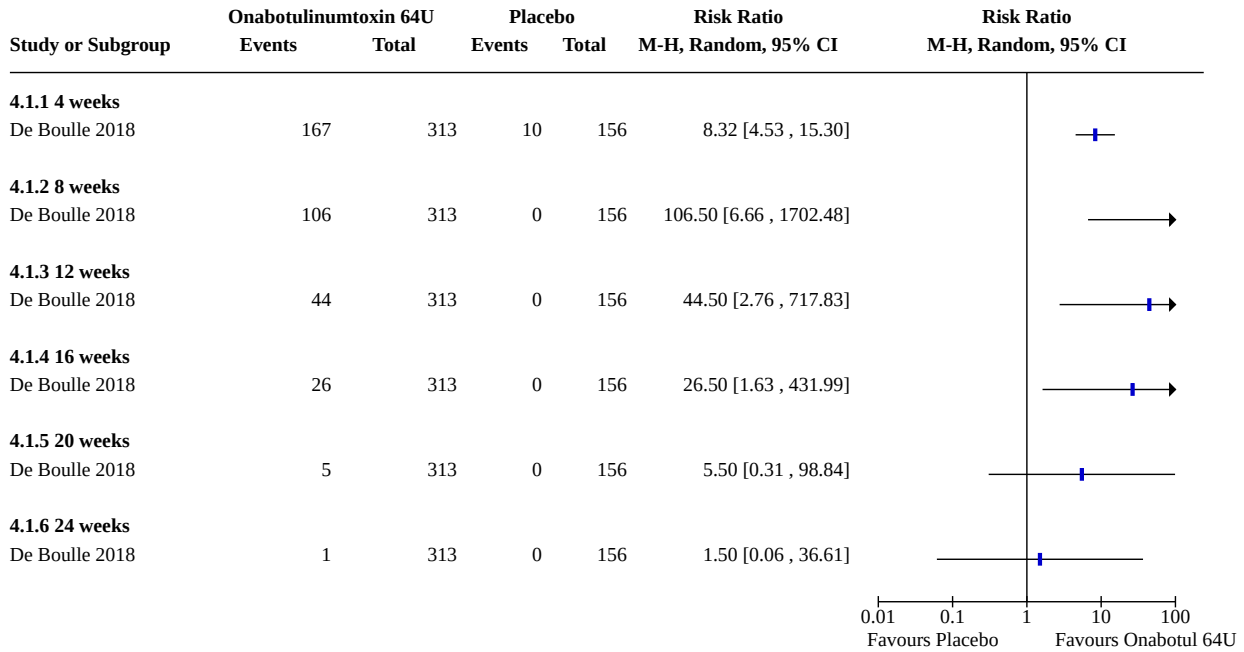 Onabotulinumtoxin 64U Placebo Risk Ratio Risk Ratio
Study or Subgroup Events Total Events Total M-H, Random, 95% CI M-H, Random, 95% CI
4.1.1 4 weeks
De Boulle 2018 167 313 10 156 8.32 [4.53 , 15.30]
4.1.2 8 weeks
De Boulle 2018 106 313 0 156 106.50 [6.66 , 1702.48]
4.1.3 12 weeks
De Boulle 2018 44 313 0 156 44.50 [2.76 , 717.83]
4.1.4 16 weeks
De Boulle 2018 26 313 0 156 26.50 [1.63 , 431.99]
4.1.5 20 weeks
De Boulle 2018 5 313 0 156 5.50 [0.31 , 98.84]
4.1.6 24 weeks
De Boulle 2018 1 313 0 156 1.50 [0.06 , 36.61]
0.01 0.1 1 10 100
Favours Placebo Favours Onabotul 64U